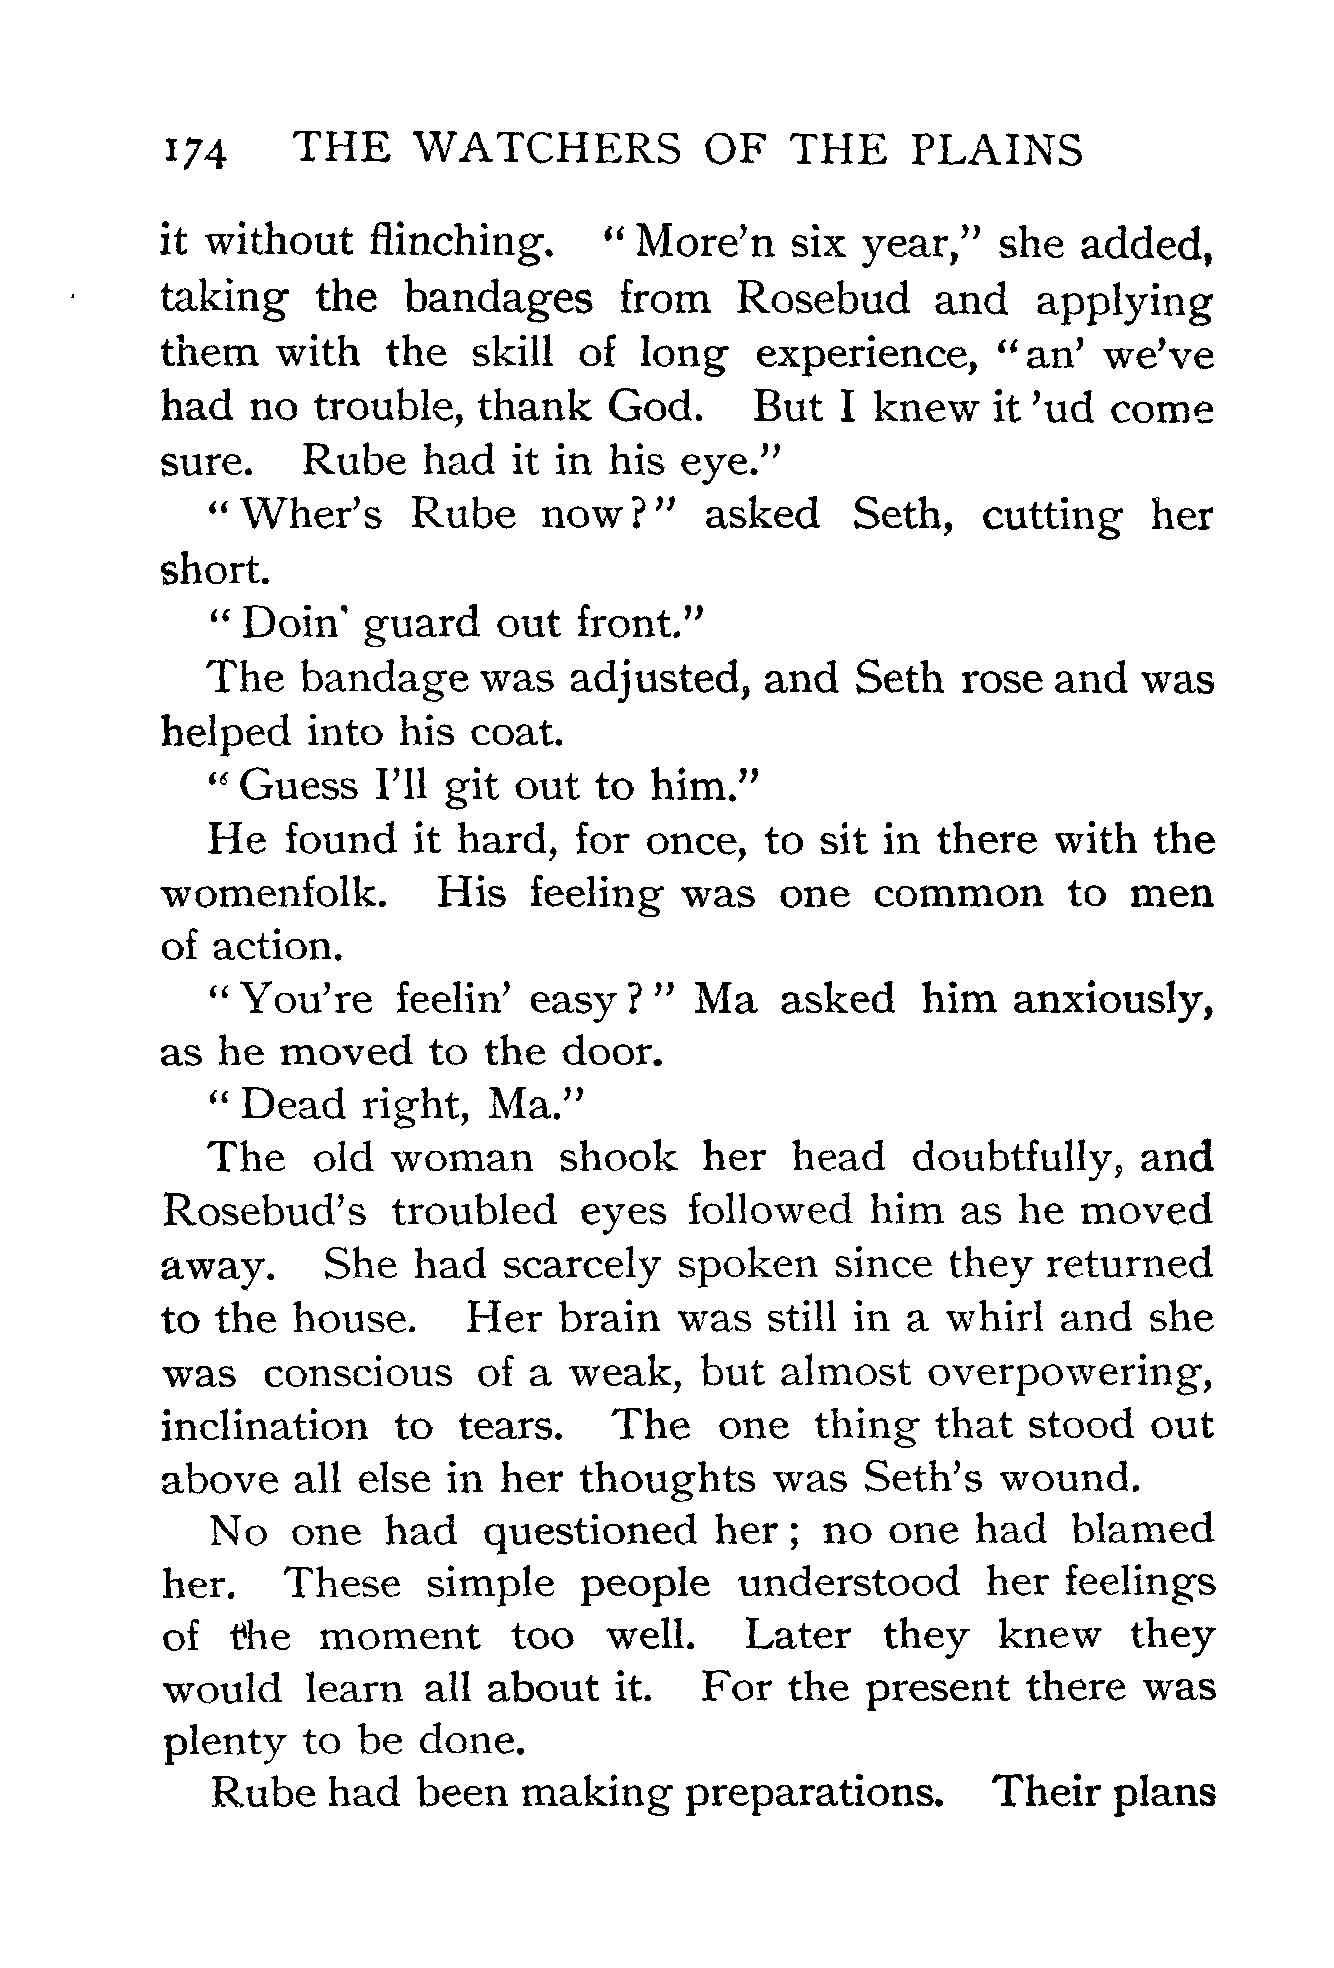 174 THE WATCHERS OF THE PLAINS
it without flinching. “More’n six year,” she added,
taking the bandages from Rosebud and applying
them with the skill of long experience, “an’ we’ve
had no trouble, thank God. But I knew it ’ud come
sure. Rube had it in his eye.”
“Wher’s Rube now?” asked Seth, cutting her
short.
“Doin’ guard out front.”
The bandage was adjusted, and Seth rose and was
helped into his coat.
“Guess I’ll git out to him.”
He found it hard, for once, to sit in there with the
womenfolk. His feeling was one common to men
of action.
“You’re feelin’ easy?” Ma asked him anxiously,
as he moved to the door.
“Dead right, Ma.”
The old woman shook her head doubtfully, and
Rosebud’s troubled eyes followed him as he moved
away. She had scarcely spoken since they returned
to the house. Her brain was still in a whirl and she
was conscious of a weak, but almost overpowering,
inclination to tears. The one thing that stood out
above all else in her thoughts was Seth’s wound.
No one had questioned her; no one had blamed
her. These simple people understood her feelings
of the moment too well. Later they knew they
would learn all about it. For the present there was
plenty to be done.
Rube had been making preparations. Their plans